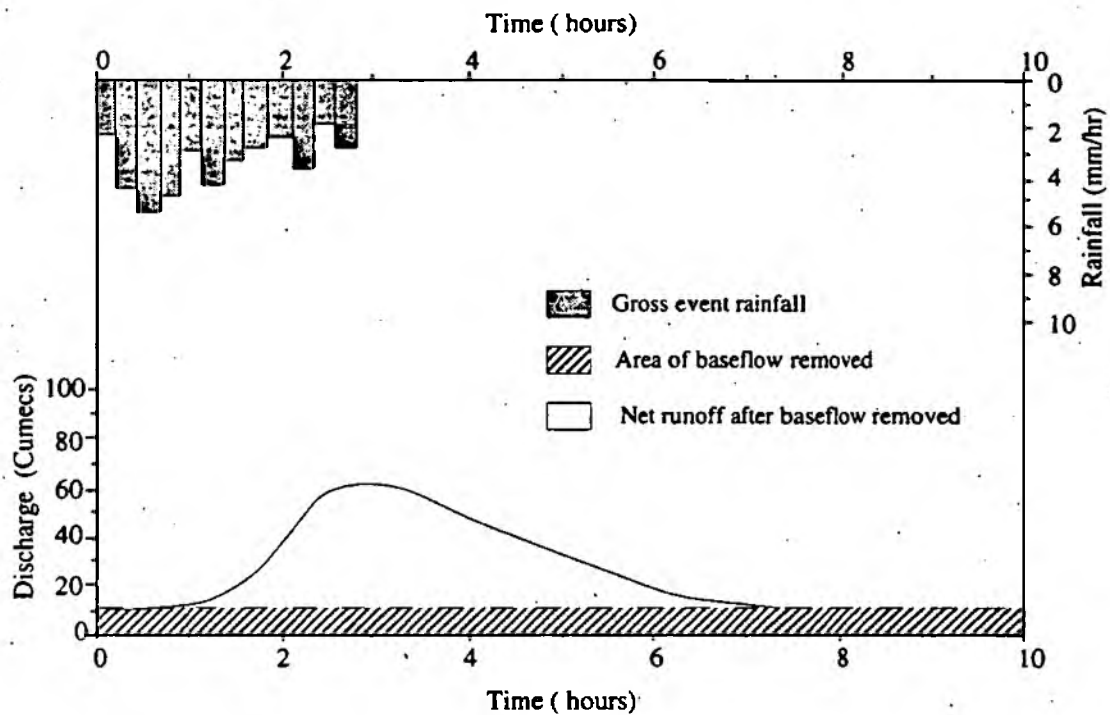 Time ( hours)
0 2 4 6 8 10
0
2
4
6
8
10
Rainfall (mm/hr)
Gross event rainfall
Area of baseflow removed
Net runoff after baseflow removed
100
80
60
40
20
0
Discharge (Cumecs)
0 2 4 6 8 10
Time ( hours)